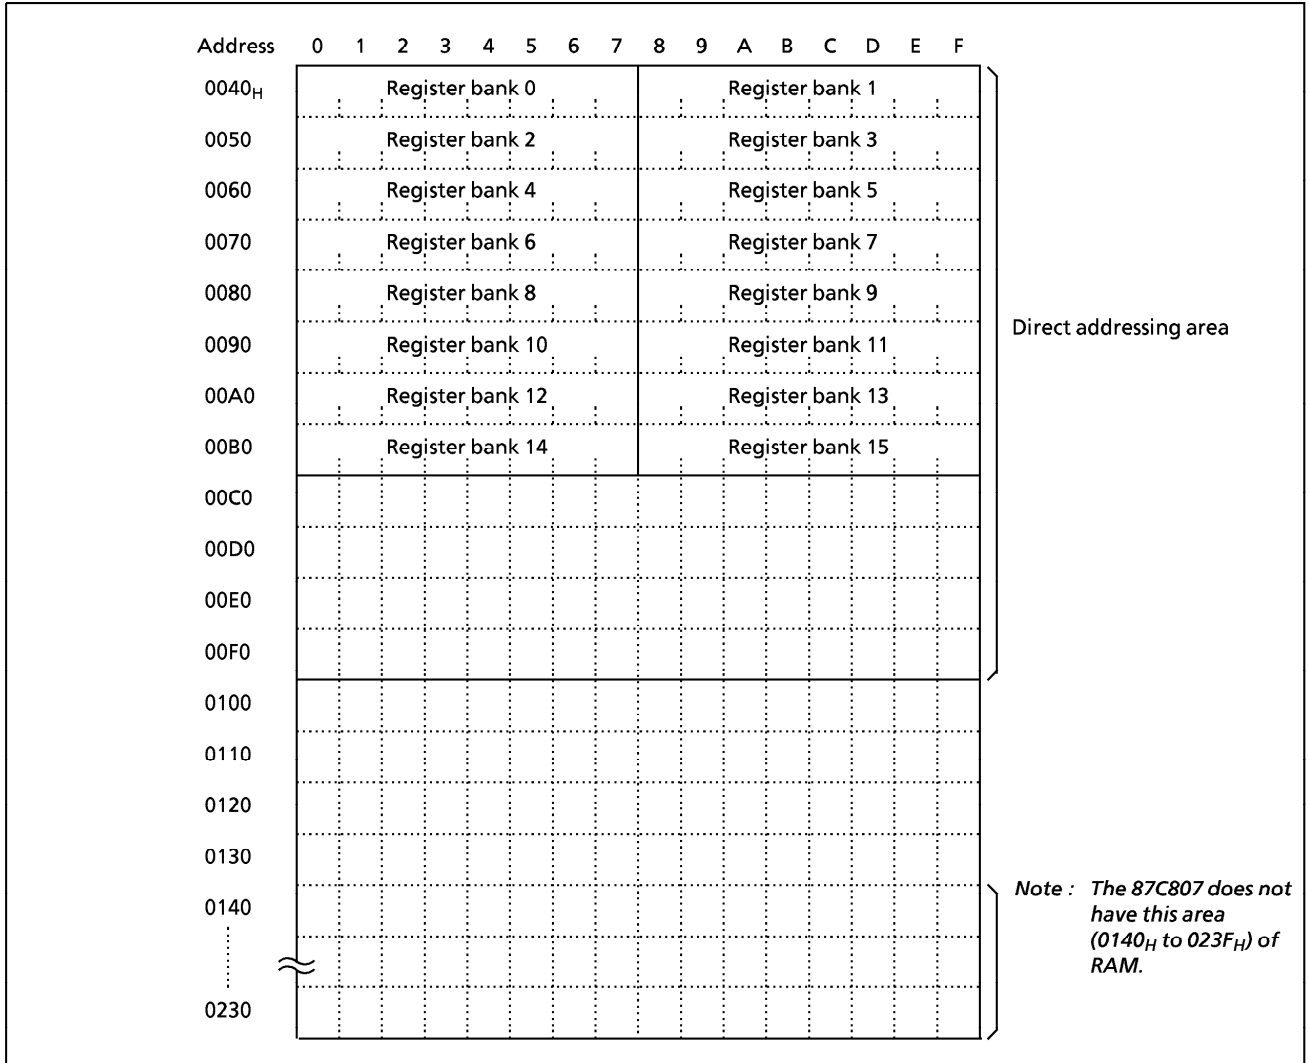 Address 0 1 2 3 4 5 6 7 8 9 A B C D E F
0040H Register bank 0 Register bank 1
0050 Register bank 2 Register bank 3
0060 Register bank 4 Register bank 5
0070 Register bank 6 Register bank 7
0080 Register bank 8 Register bank 9
Direct addressing area
0090 Register bank 10 Register bank 11
00A0 Register bank 12 Register bank 13
00B0 Register bank 14 Register bank 15
00C0
00D0
00E0
00F0
0100
0110
0120
0130
0140
Note : The 87C807 does not
have this area
(0140H to 023FH) of
RAM.
0230